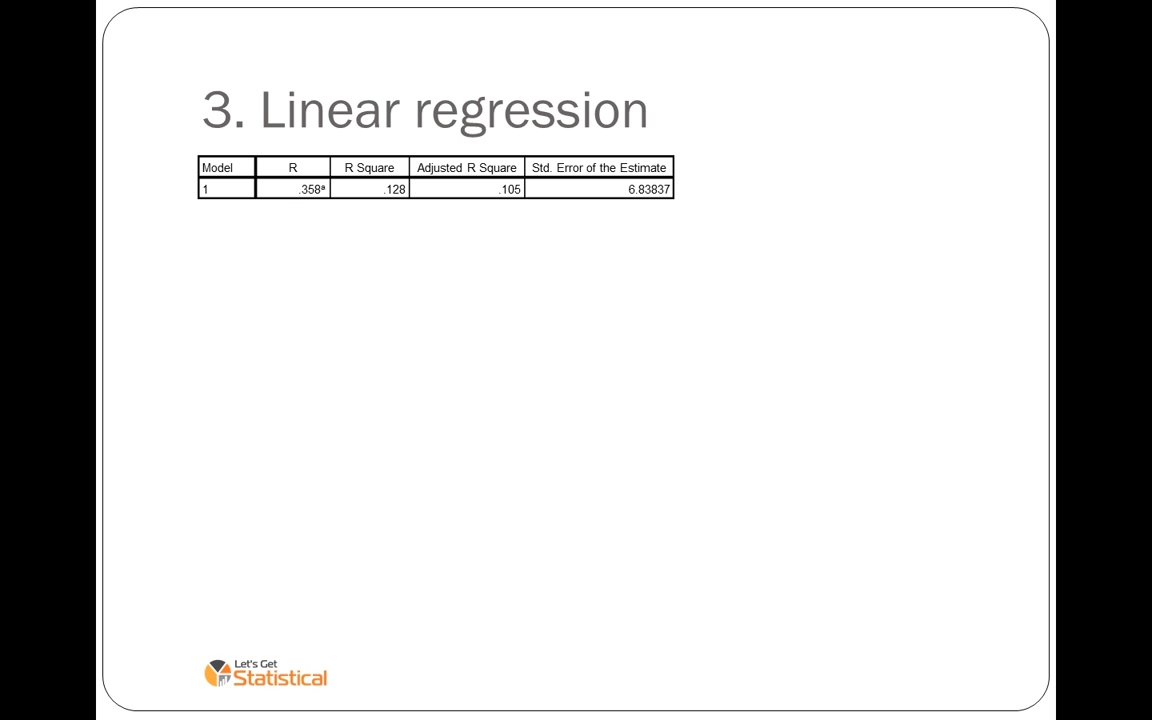 3. Linear regression
Model R R Square Adjusted R Square Std. Error of the Estimate
1 .358ª .128 .105 6.83837
Let's Get
Statistical